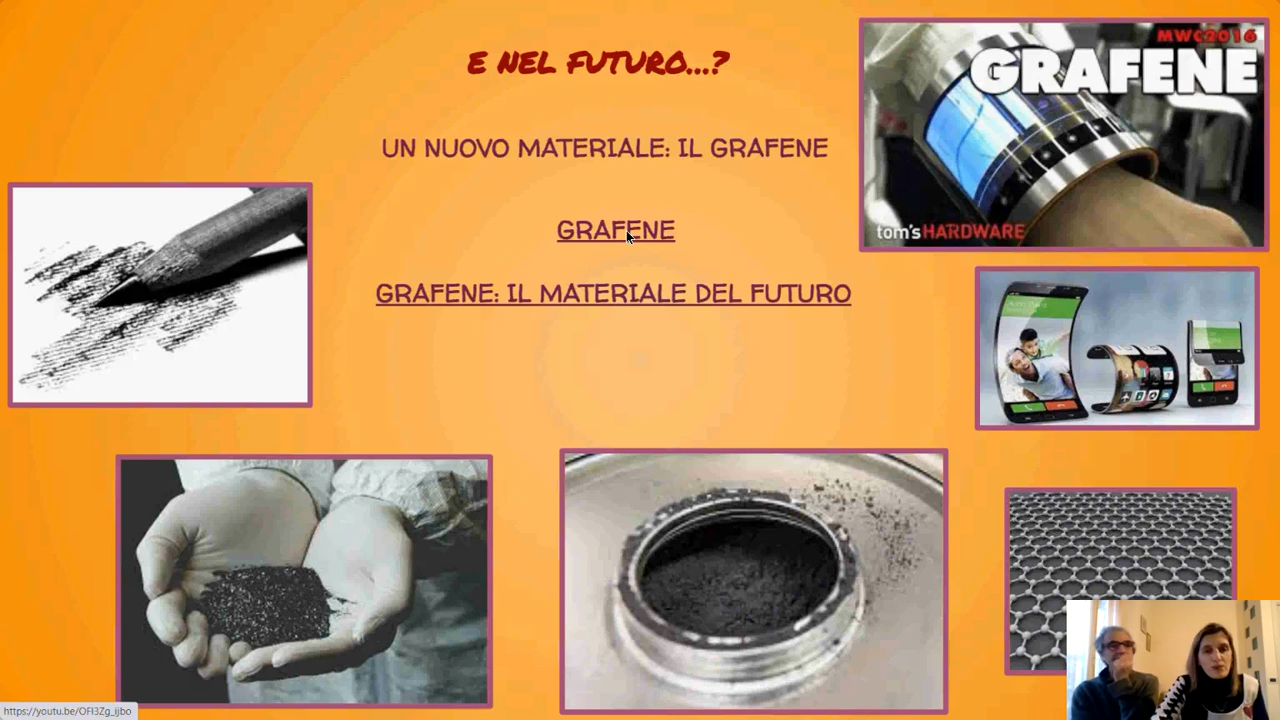 E NEL FUTURO...?
UN NUOVO MATERIALE: IL GRAFENE
GRAFENE
GRAFENE: IL MATERIALE DEL FUTURO
MWC2016
GRAFENE
tom's HARDWARE
https://youtu.be/OFI3Zg_ijbo